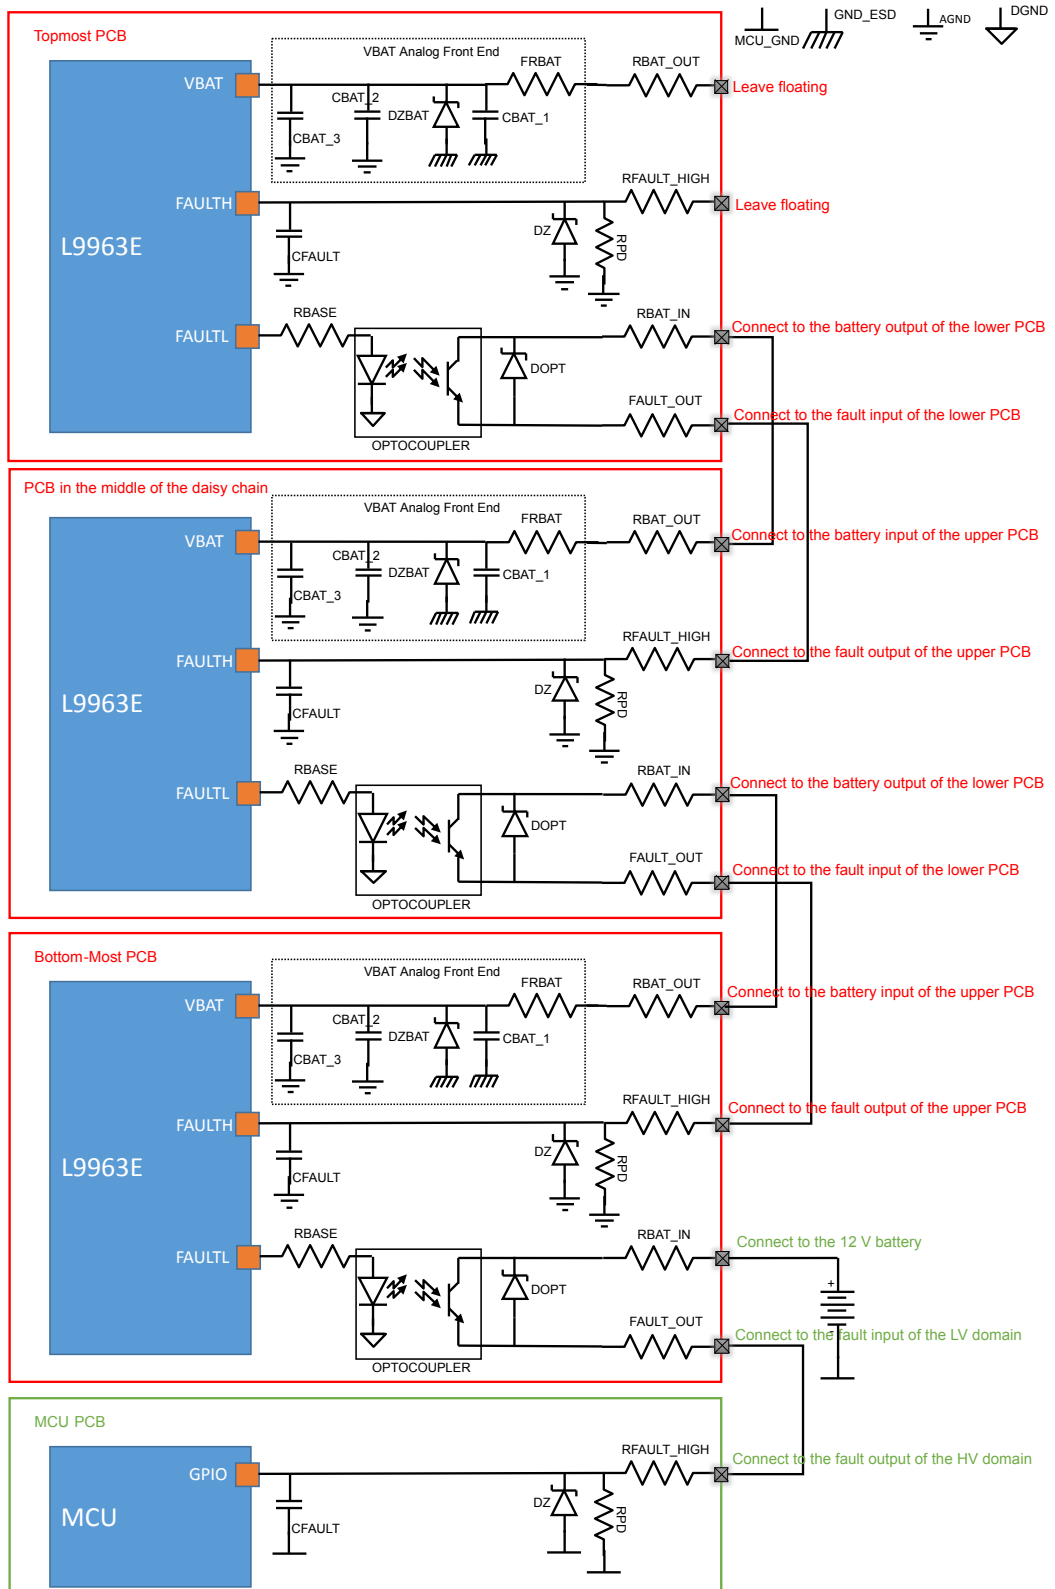 MCU_GND
GND_ESD
AGND
DGND
Topmost PCB
VBAT Analog Front End
VBAT
FRBAT
RBAT_OUT
Leave floating
CBAT_2
DZBAT
CBAT_1
CBAT_3
RFAULT_HIGH
FAULTH
Leave floating
L9963E
CFAULT
DZ
RPD
RBASE
RBAT_IN
Connect to the battery output of the lower PCB
FAULTL
DOPT
FAULT_OUT
Connect to the fault input of the lower PCB
OPTOCOUPLER
PCB in the middle of the daisy chain
VBAT Analog Front End
VBAT
FRBAT
RBAT_OUT
Connect to the battery input of the upper PCB
CBAT_2
DZBAT
CBAT_1
CBAT_3
RFAULT_HIGH
FAULTH
Connect to the fault output of the upper PCB
L9963E
CFAULT
DZ
RPD
RBASE
RBAT_IN
Connect to the battery output of the lower PCB
FAULTL
DOPT
FAULT_OUT
Connect to the fault input of the lower PCB
OPTOCOUPLER
Bottom-Most PCB
VBAT Analog Front End
VBAT
FRBAT
RBAT_OUT
Connect to the battery input of the upper PCB
CBAT_2
DZBAT
CBAT_1
CBAT_3
RFAULT_HIGH
FAULTH
Connect to the fault output of the upper PCB
L9963E
CFAULT
DZ
RPD
RBASE
RBAT_IN
Connect to the 12 V battery
FAULTL
DOPT
+
-
FAULT_OUT
Connect to the fault input of the LV domain
OPTOCOUPLER
MCU PCB
RFAULT_HIGH
GPIO
Connect to the fault output of the HV domain
MCU
CFAULT
DZ
RPD